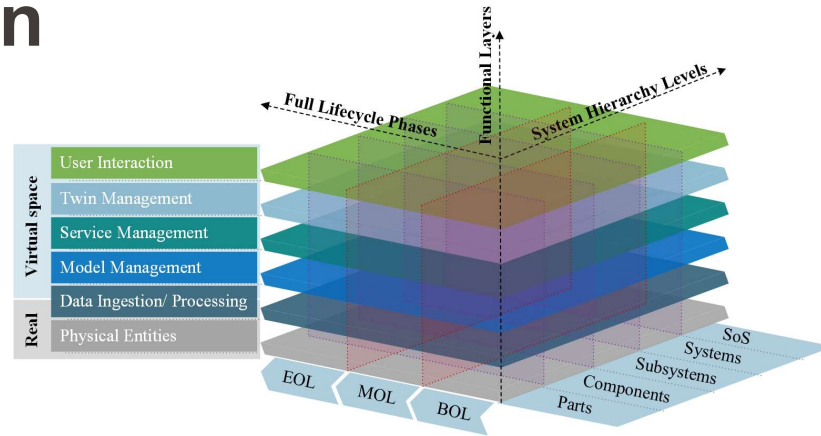 n
Functional Layers
Full Lifecycle Phases
System Hierarchy Levels
Virtual space
User Interaction
Twin Management
Service Management
Model Management
Data Ingestion/ Processing
Real
Physical Entities
EOL
MOL
BOL
SoS
Systems
Subsystems
Components
Parts